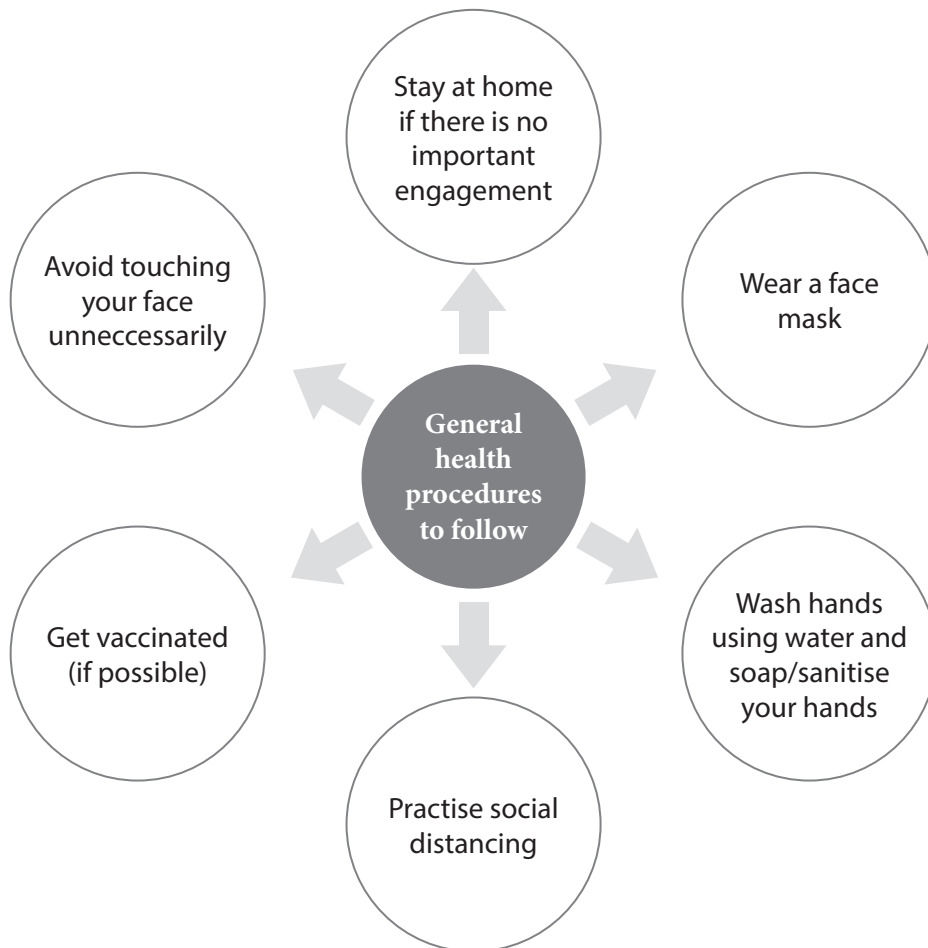 Stay at home
if there is no
important
engagement
Avoid touching
your face
unneccessarily
Wear a face
mask
General
health
procedures
to follow
Get vaccinated
(if possible)
Wash hands
using water and
soap/sanitise
your hands
Practise social
distancing